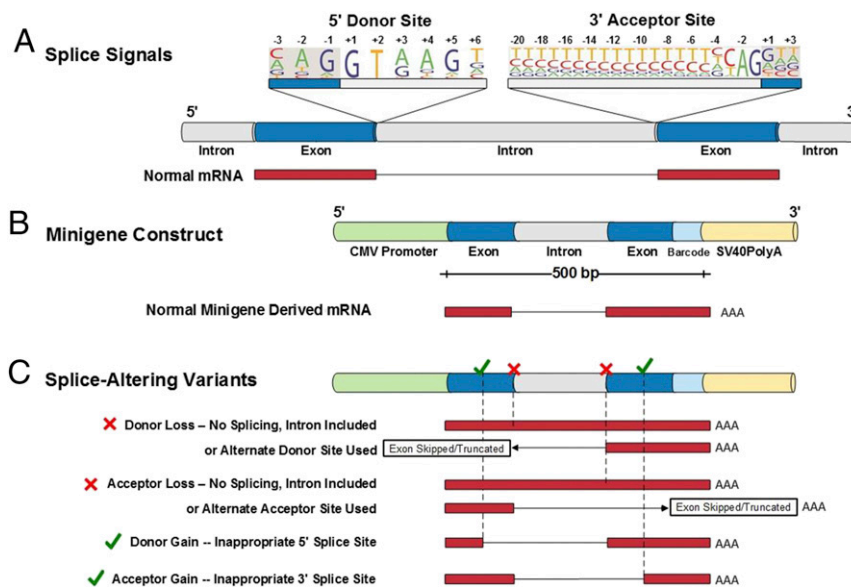 A
Splice Signals
5' Donor Site
3' Acceptor Site
-3 -2 -1 +1 +2 +3 +4 +5 +6
-20 -18 -16 -14 -12 -10 -8 -6 -4 -2 +1 +3
GT
AG
5'
3'
Intron Exon Intron Exon Intron
Normal mRNA
B
Minigene Construct
5'
3'
CMV Promoter Exon Intron Exon Barcode SV40PolyA
500 bp
Normal Minigene Derived mRNA
AAA
C
Splice-Altering Variants
Donor Loss – No Splicing, Intron Included
AAA
or Alternate Donor Site Used
Exon Skipped/Truncated
AAA
Acceptor Loss – No Splicing, Intron Included
AAA
or Alternate Acceptor Site Used
Exon Skipped/Truncated
AAA
Donor Gain -- Inappropriate 5' Splice Site
AAA
Acceptor Gain -- Inappropriate 3' Splice Site
AAA